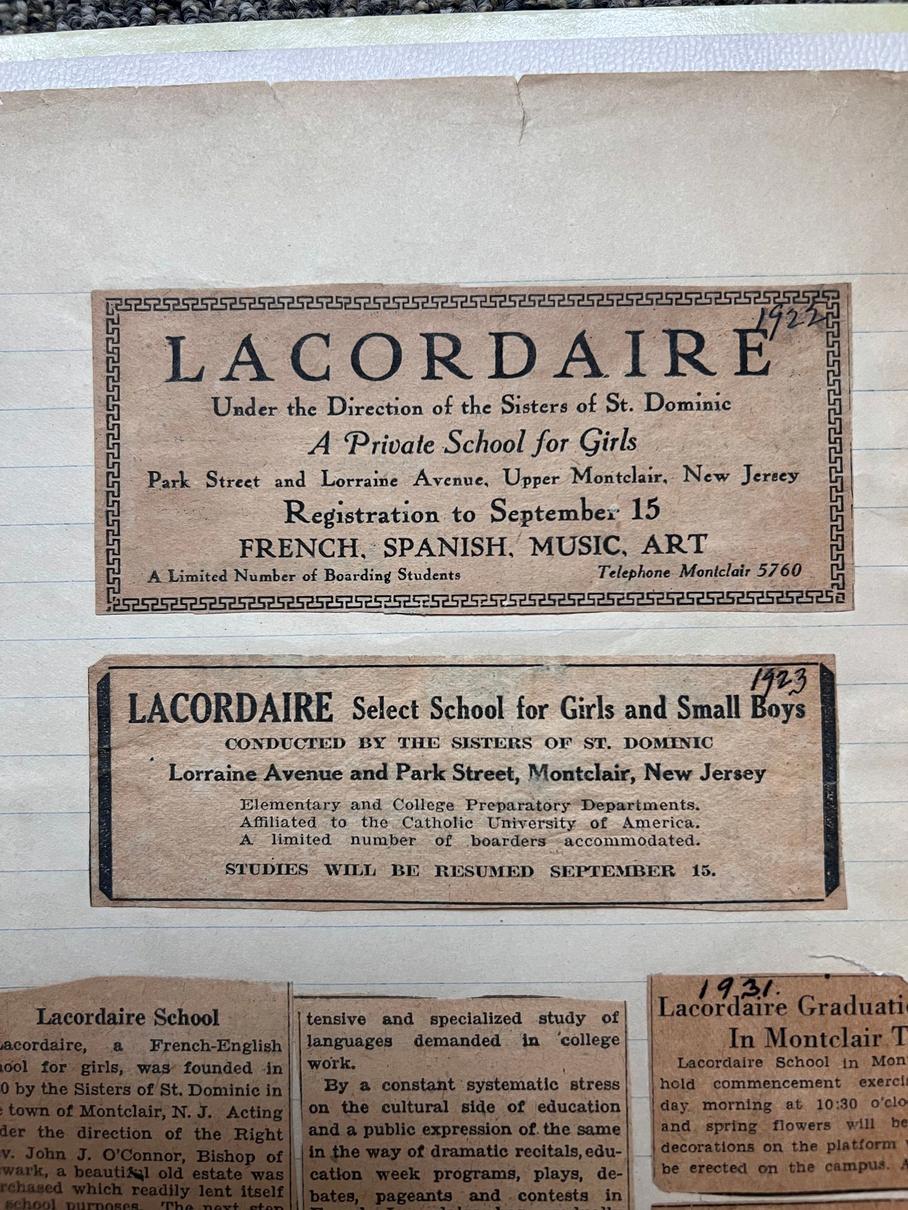 1922
LACORDAIRE
Under the Direction of the Sisters of St. Dominic
A Private School for Girls
Park Street and Lorraine Avenue, Upper Montclair, New Jersey
Registration to September 15
FRENCH, SPANISH, MUSIC, ART
A Limited Number of Boarding Students Telephone Montclair 5760
1923
LACORDAIRE Select School for Girls and Small Boys
CONDUCTED BY THE SISTERS OF ST. DOMINIC
Lorraine Avenue and Park Street, Montclair, New Jersey
Elementary and College Preparatory Departments.
Affiliated to the Catholic University of America.
A limited number of boarders accommodated.
STUDIES WILL BE RESUMED SEPTEMBER 15.
Lacordaire School
Lacordaire, a French-English
ool for girls, was founded in
0 by the Sisters of St. Dominic in
town of Montclair, N. J. Acting
der the direction of the Right
v. John J. O'Connor, Bishop of
wark, a beautiful old estate was
rchased which readily lent itself
school purposes. The next step
tensive and specialized study of
languages demanded in college
work.
By a constant systematic stress
on the cultural side of education
and a public expression of the same
in the way of dramatic recitals, edu-
cation week programs, plays, de-
bates, pageants and contests in
1931.
Lacordaire Graduati
In Montclair T
Lacordaire School in Mon
hold commencement exerci
day morning at 10:30 o'clo
and spring flowers will be
decorations on the platform
be erected on the campus. A